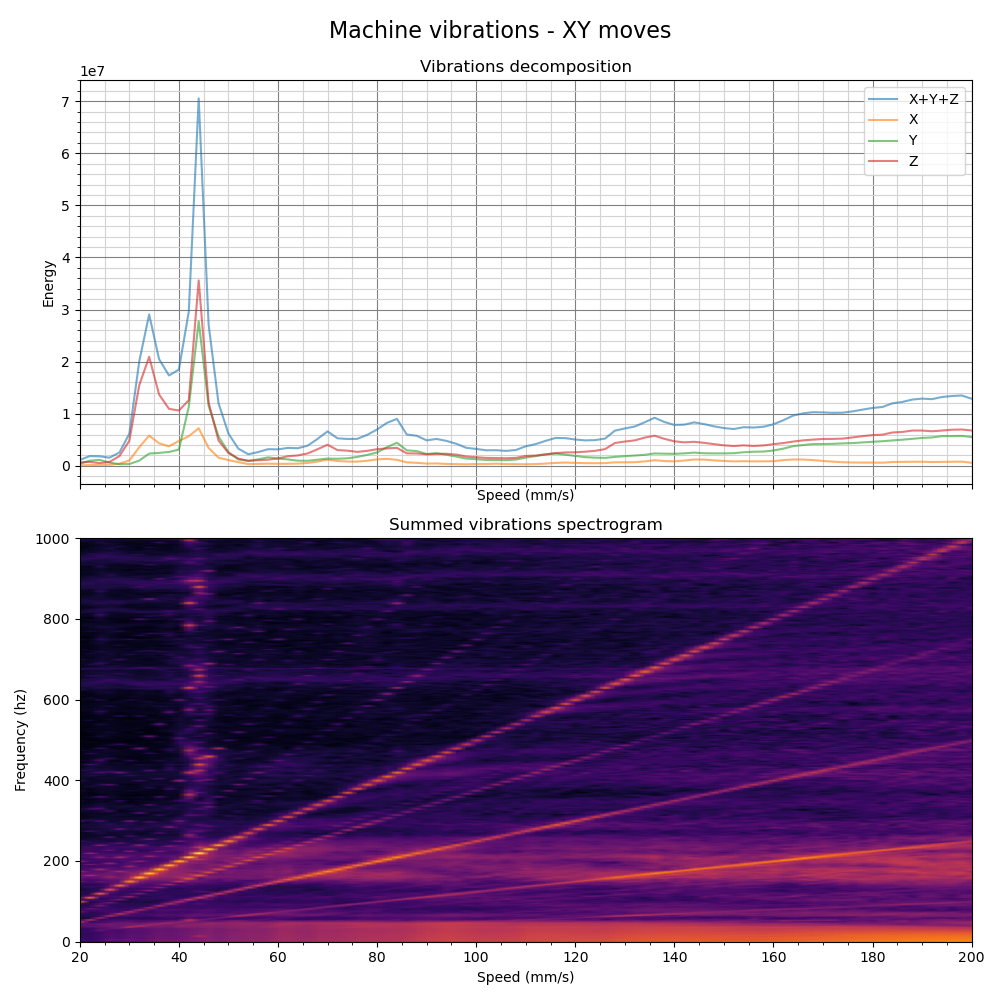 Machine vibrations - XY moves
Vibrations decomposition
1e7
7
6
5
4
3
2
1
0
Energy
X+Y+Z
X
Y
Z
Speed (mm/s)
Summed vibrations spectrogram
1000
800
600
400
200
0
Frequency (hz)
20 40 60 80 100 120 140 160 180 200
Speed (mm/s)